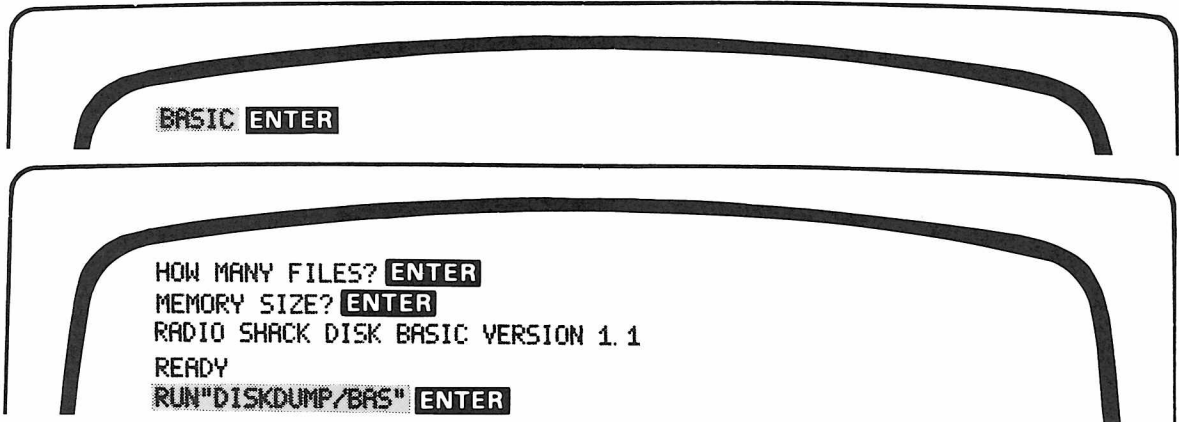 BASIC ENTER
HOW MANY FILES? ENTER
MEMORY SIZE? ENTER
RADIO SHACK DISK BASIC VERSION 1.1
READY
RUN"DISKDUMP/BAS" ENTER